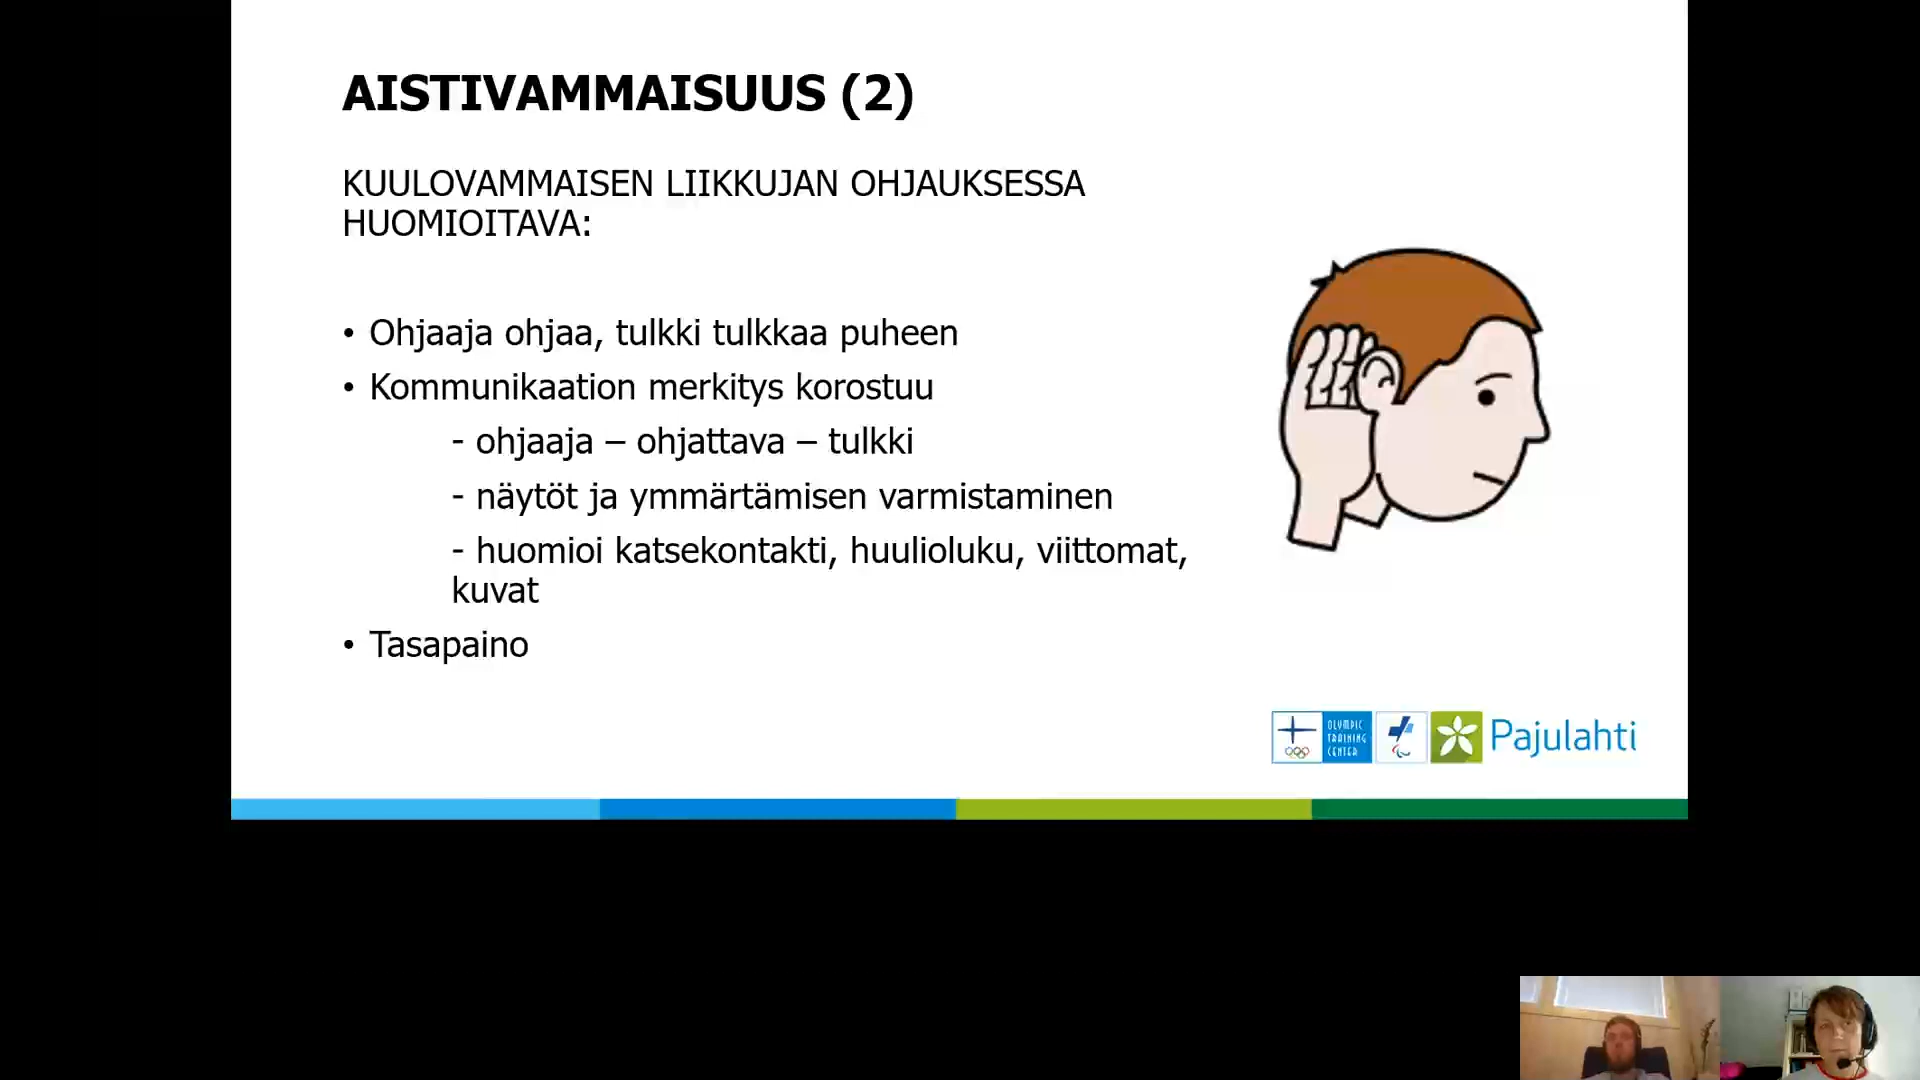 AISTIVAMMAISUUS (2)
KUULOVAMMAISEN LIIKKUJAN OHJAUKSESSA
HUOMIOITAVA:
• Ohjaaja ohjaa, tulkki tulkkaa puheen
• Kommunikaation merkitys korostuu
- ohjaaja – ohjattava – tulkki
- näytöt ja ymmärtämisen varmistaminen
- huomioi katsekontakti, huulioluku, viittomat,
kuvat
• Tasapaino
OLYMPIC
TRAINING
CENTER
Pajulahti